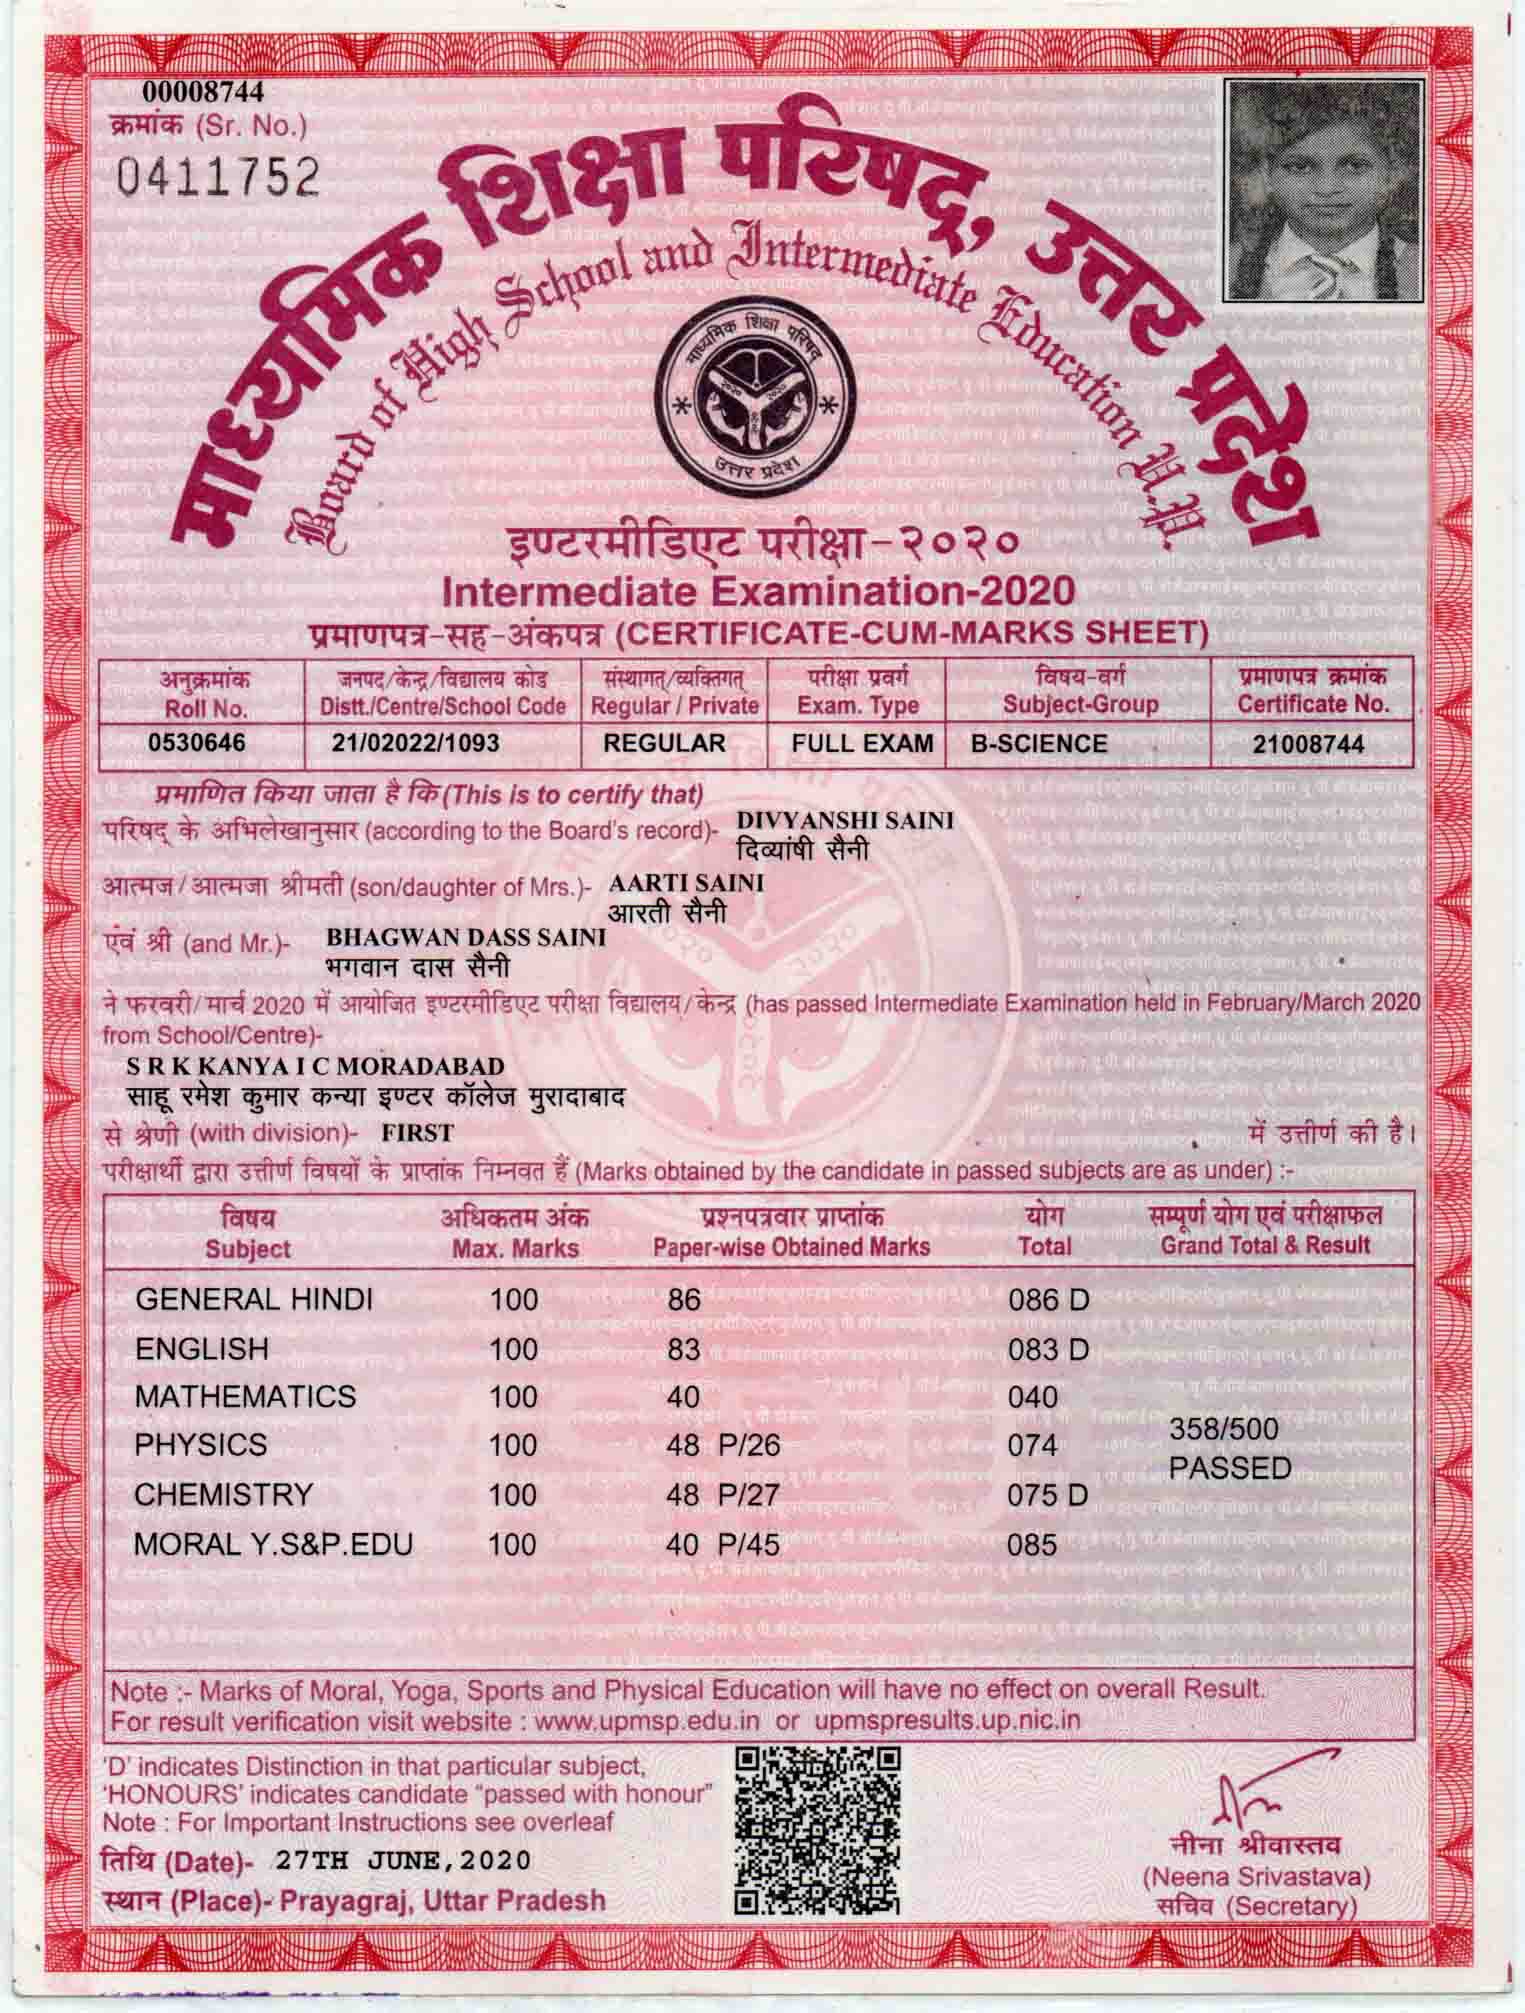 00008744
क्रमांक (Sr. No.)
0411752
माध्यमिक शिक्षा परिषद्, उत्तर प्रदेश
Board of High School and Intermediate Education U.P.
माध्यमिक शिक्षा परिषद
२०२० २०२०
२०२०
उत्तर प्रदेश
इण्टरमीडिएट परीक्षा-२०२०
Intermediate Examination-2020
प्रमाणपत्र-सह-अंकपत्र (CERTIFICATE-CUM-MARKS SHEET)
अनुक्रमांक जनपद/केन्द्र/विद्यालय कोड संस्थागत/व्यक्तिगत् परीक्षा प्रवर्ग विषय-वर्ग प्रमाणपत्र क्रमांक
Roll No. Distt./Centre/School Code Regular / Private Exam. Type Subject-Group Certificate No.
0530646 21/02022/1093 REGULAR FULL EXAM B-SCIENCE 21008744
प्रमाणित किया जाता है कि (This is to certify that)
परिषद् के अभिलेखानुसार (according to the Board's record)- DIVYANSHI SAINI
दिव्यांषी सैनी
आत्मज/आत्मजा श्रीमती (son/daughter of Mrs.)- AARTI SAINI
आरती सैनी
एवं श्री (and Mr.)- BHAGWAN DASS SAINI
भगवान दास सैनी
ने फरवरी/मार्च 2020 में आयोजित इण्टरमीडिएट परीक्षा विद्यालय/केन्द्र (has passed Intermediate Examination held in February/March 2020
from School/Centre)-
S R K KANYA I C MORADABAD
साहू रमेश कुमार कन्या इण्टर कॉलेज मुरादाबाद
से श्रेणी (with division)- FIRST में उत्तीर्ण की है।
परीक्षार्थी द्वारा उत्तीर्ण विषयों के प्राप्तांक निम्नवत हैं (Marks obtained by the candidate in passed subjects are as under) :-
विषय अधिकतम अंक प्रश्नपत्रवार प्राप्तांक योग सम्पूर्ण योग एवं परीक्षाफल
Subject Max. Marks Paper-wise Obtained Marks Total Grand Total & Result
GENERAL HINDI 100 86 086 D
ENGLISH 100 83 083 D
MATHEMATICS 100 40 040
358/500
PHYSICS 100 48 P/26 074
PASSED
CHEMISTRY 100 48 P/27 075 D
MORAL Y.S&P.EDU 100 40 P/45 085
Note :- Marks of Moral, Yoga, Sports and Physical Education will have no effect on overall Result.
For result verification visit website : www.upmsp.edu.in or upmspresults.up.nic.in
'D' indicates Distinction in that particular subject,
'HONOURS' indicates candidate "passed with honour"
Note : For Important Instructions see overleaf
तिथि (Date)- 27TH JUNE,2020
स्थान (Place)- Prayagraj, Uttar Pradesh
नीना श्रीवास्तव
(Neena Srivastava)
सचिव (Secretary)